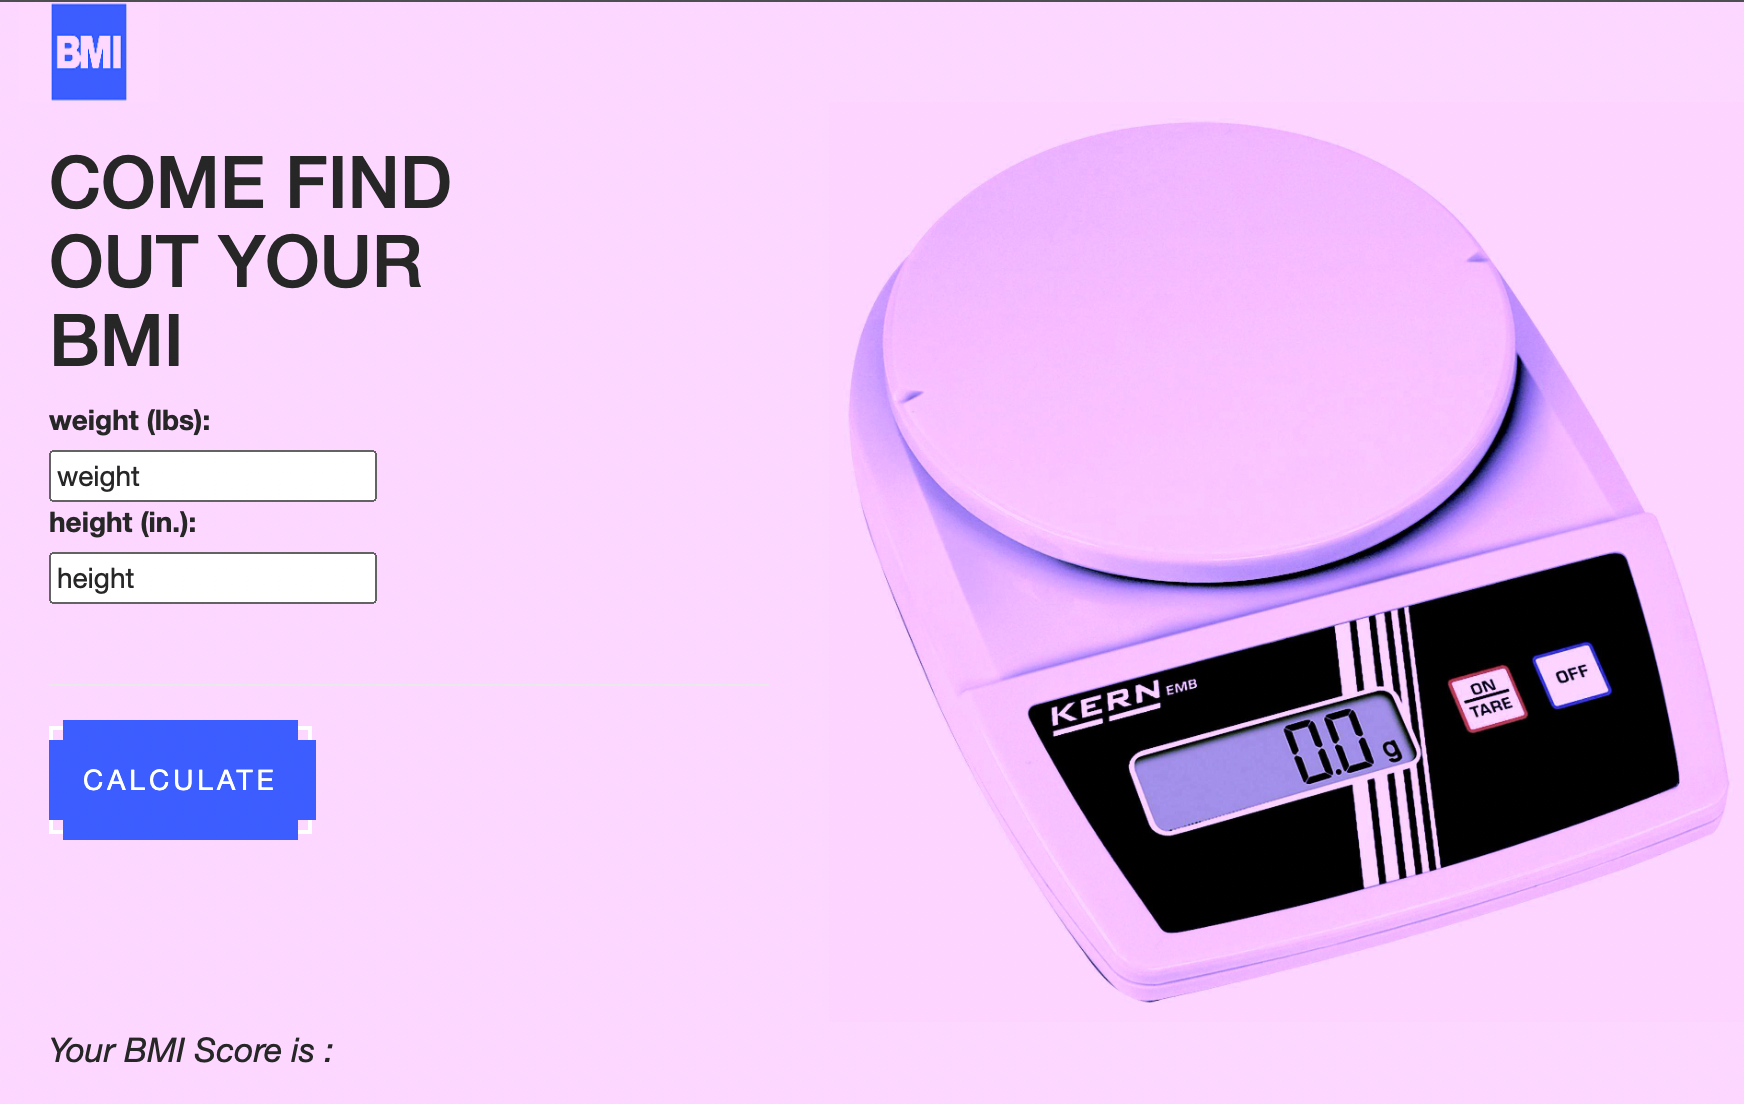 BMI
COME FIND
OUT YOUR
BMI
weight (lbs):
weight
height (in.):
height
CALCULATE
Your BMI Score is :
KERN EMB
0.0 g
ON
TARE
OFF